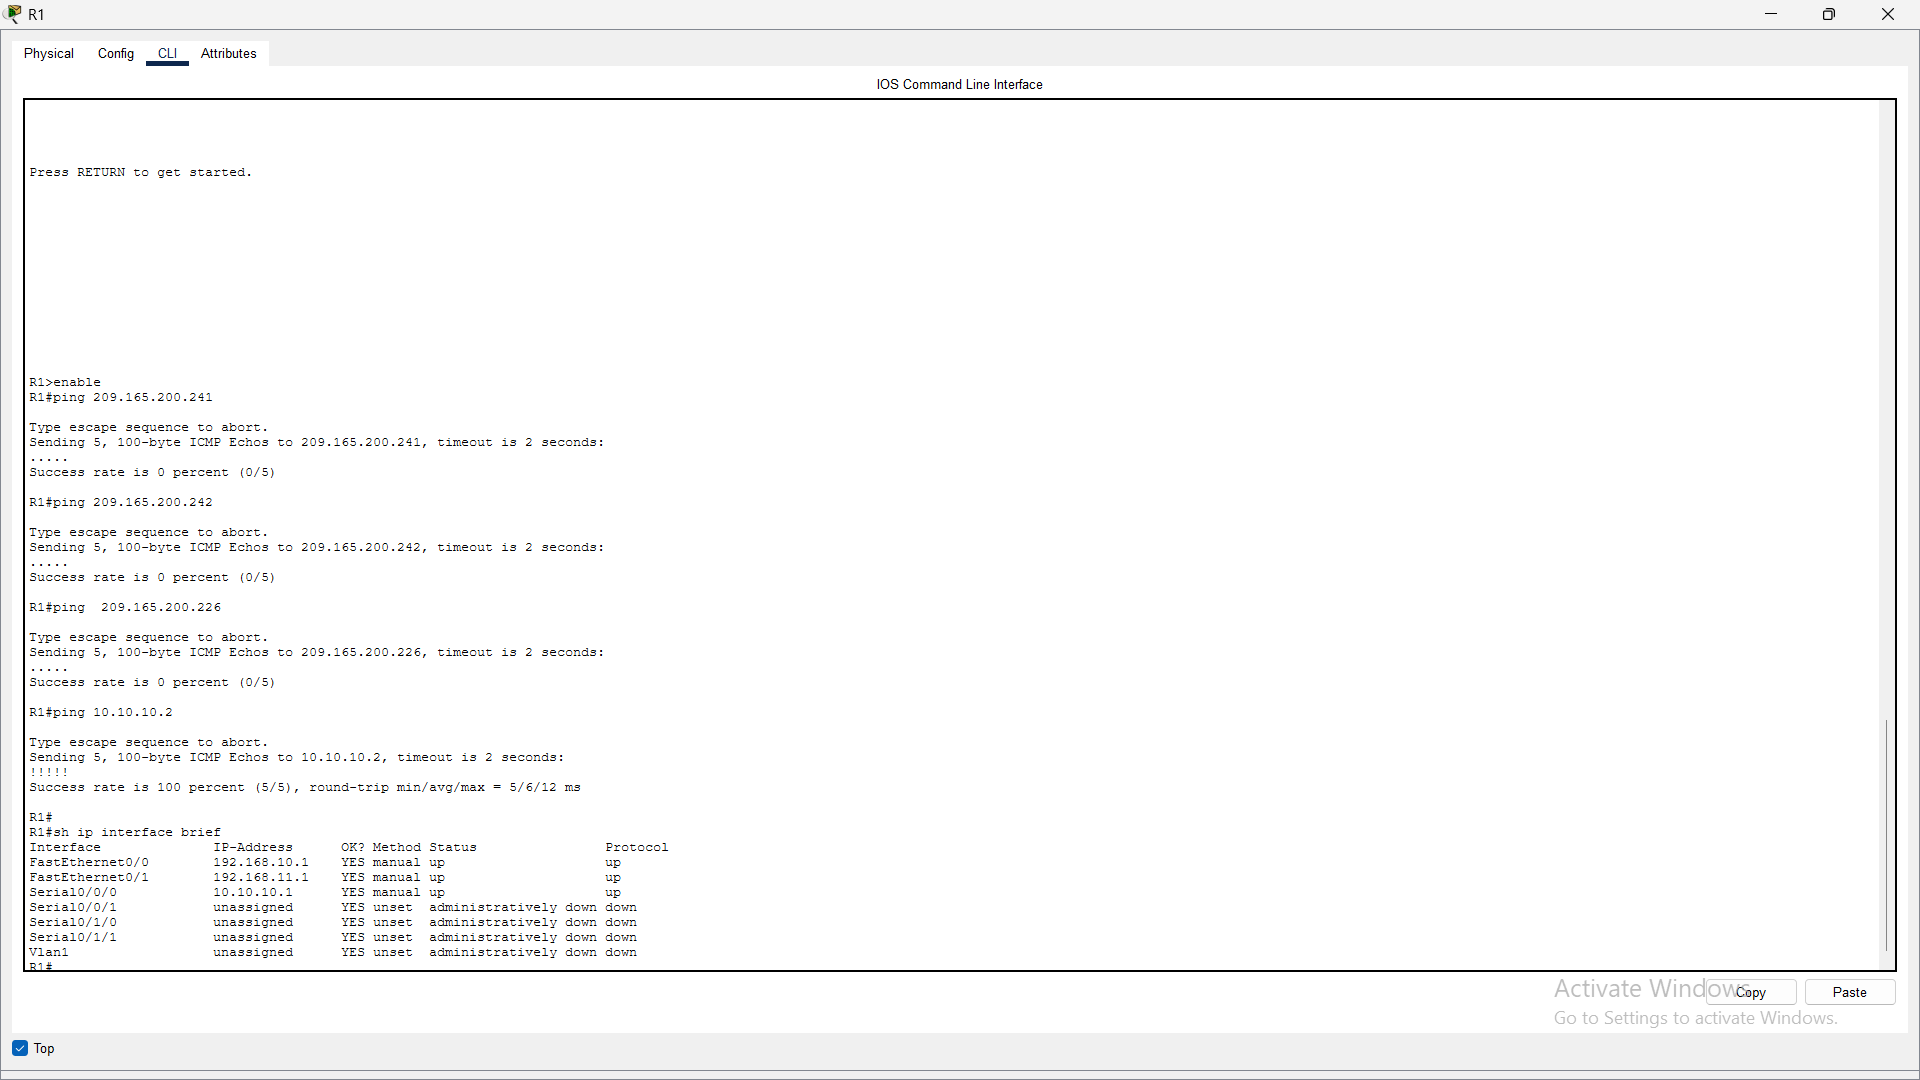 R1
Physical Config CLI Attributes
IOS Command Line Interface
Press RETURN to get started.
R1>enable
R1#ping 209.165.200.241
Type escape sequence to abort.
Sending 5, 100-byte ICMP Echos to 209.165.200.241, timeout is 2 seconds:
.....
Success rate is 0 percent (0/5)
R1#ping 209.165.200.242
Type escape sequence to abort.
Sending 5, 100-byte ICMP Echos to 209.165.200.242, timeout is 2 seconds:
.....
Success rate is 0 percent (0/5)
R1#ping  209.165.200.226
Type escape sequence to abort.
Sending 5, 100-byte ICMP Echos to 209.165.200.226, timeout is 2 seconds:
.....
Success rate is 0 percent (0/5)
R1#ping 10.10.10.2
Type escape sequence to abort.
Sending 5, 100-byte ICMP Echos to 10.10.10.2, timeout is 2 seconds:
!!!!!
Success rate is 100 percent (5/5), round-trip min/avg/max = 5/6/12 ms
R1#
R1#sh ip interface brief
Interface              IP-Address      OK? Method Status                Protocol
FastEthernet0/0        192.168.10.1    YES manual up                    up
FastEthernet0/1        192.168.11.1    YES manual up                    up
Serial0/0/0            10.10.10.1      YES manual up                    up
Serial0/0/1            unassigned      YES unset  administratively down down
Serial0/1/0            unassigned      YES unset  administratively down down
Serial0/1/1            unassigned      YES unset  administratively down down
Vlan1                  unassigned      YES unset  administratively down down
R1#
Activate Windows
Copy Paste
Go to Settings to activate Windows.
Top